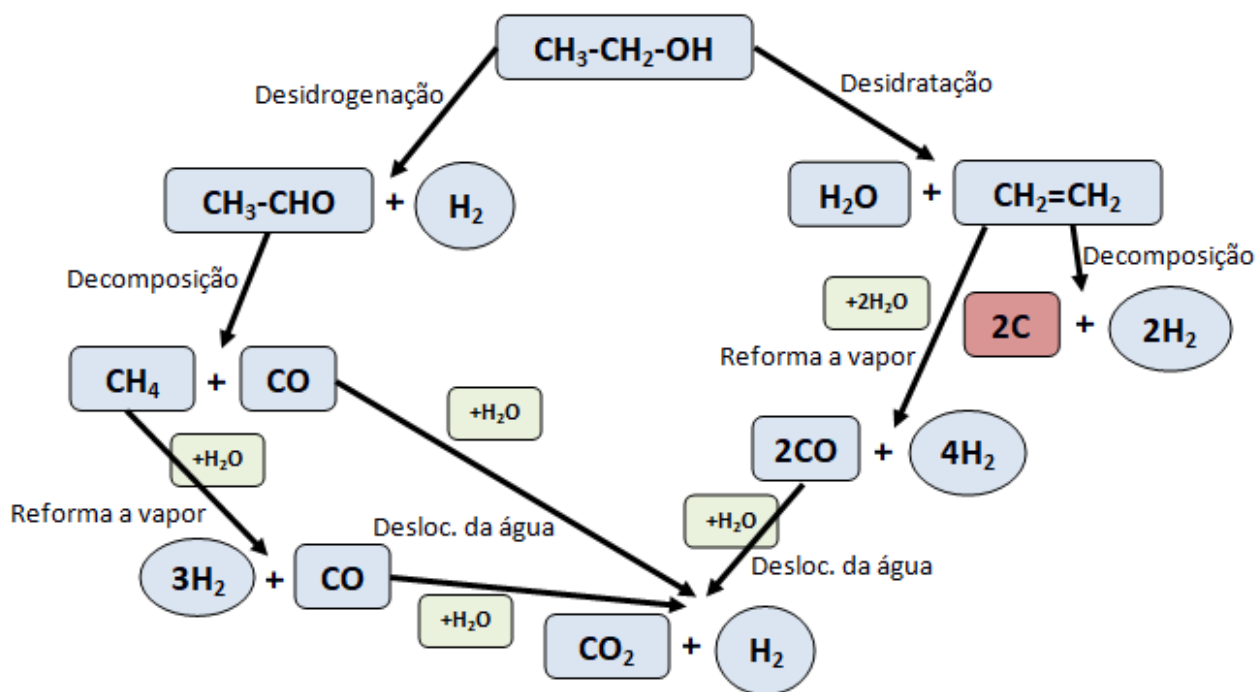 CH₃-CH₂-OH
Desidrogenação
Desidratação
CH₃-CHO + H₂
H₂O + CH₂=CH₂
Decomposição
Decomposição
+2H₂O
2C + 2H₂
Reforma a vapor
CH₄ + CO
+H₂O
+H₂O
2CO + 4H₂
Reforma a vapor
Desloc. da água
+H₂O
Desloc. da água
3H₂ + CO
+H₂O
CO₂ + H₂